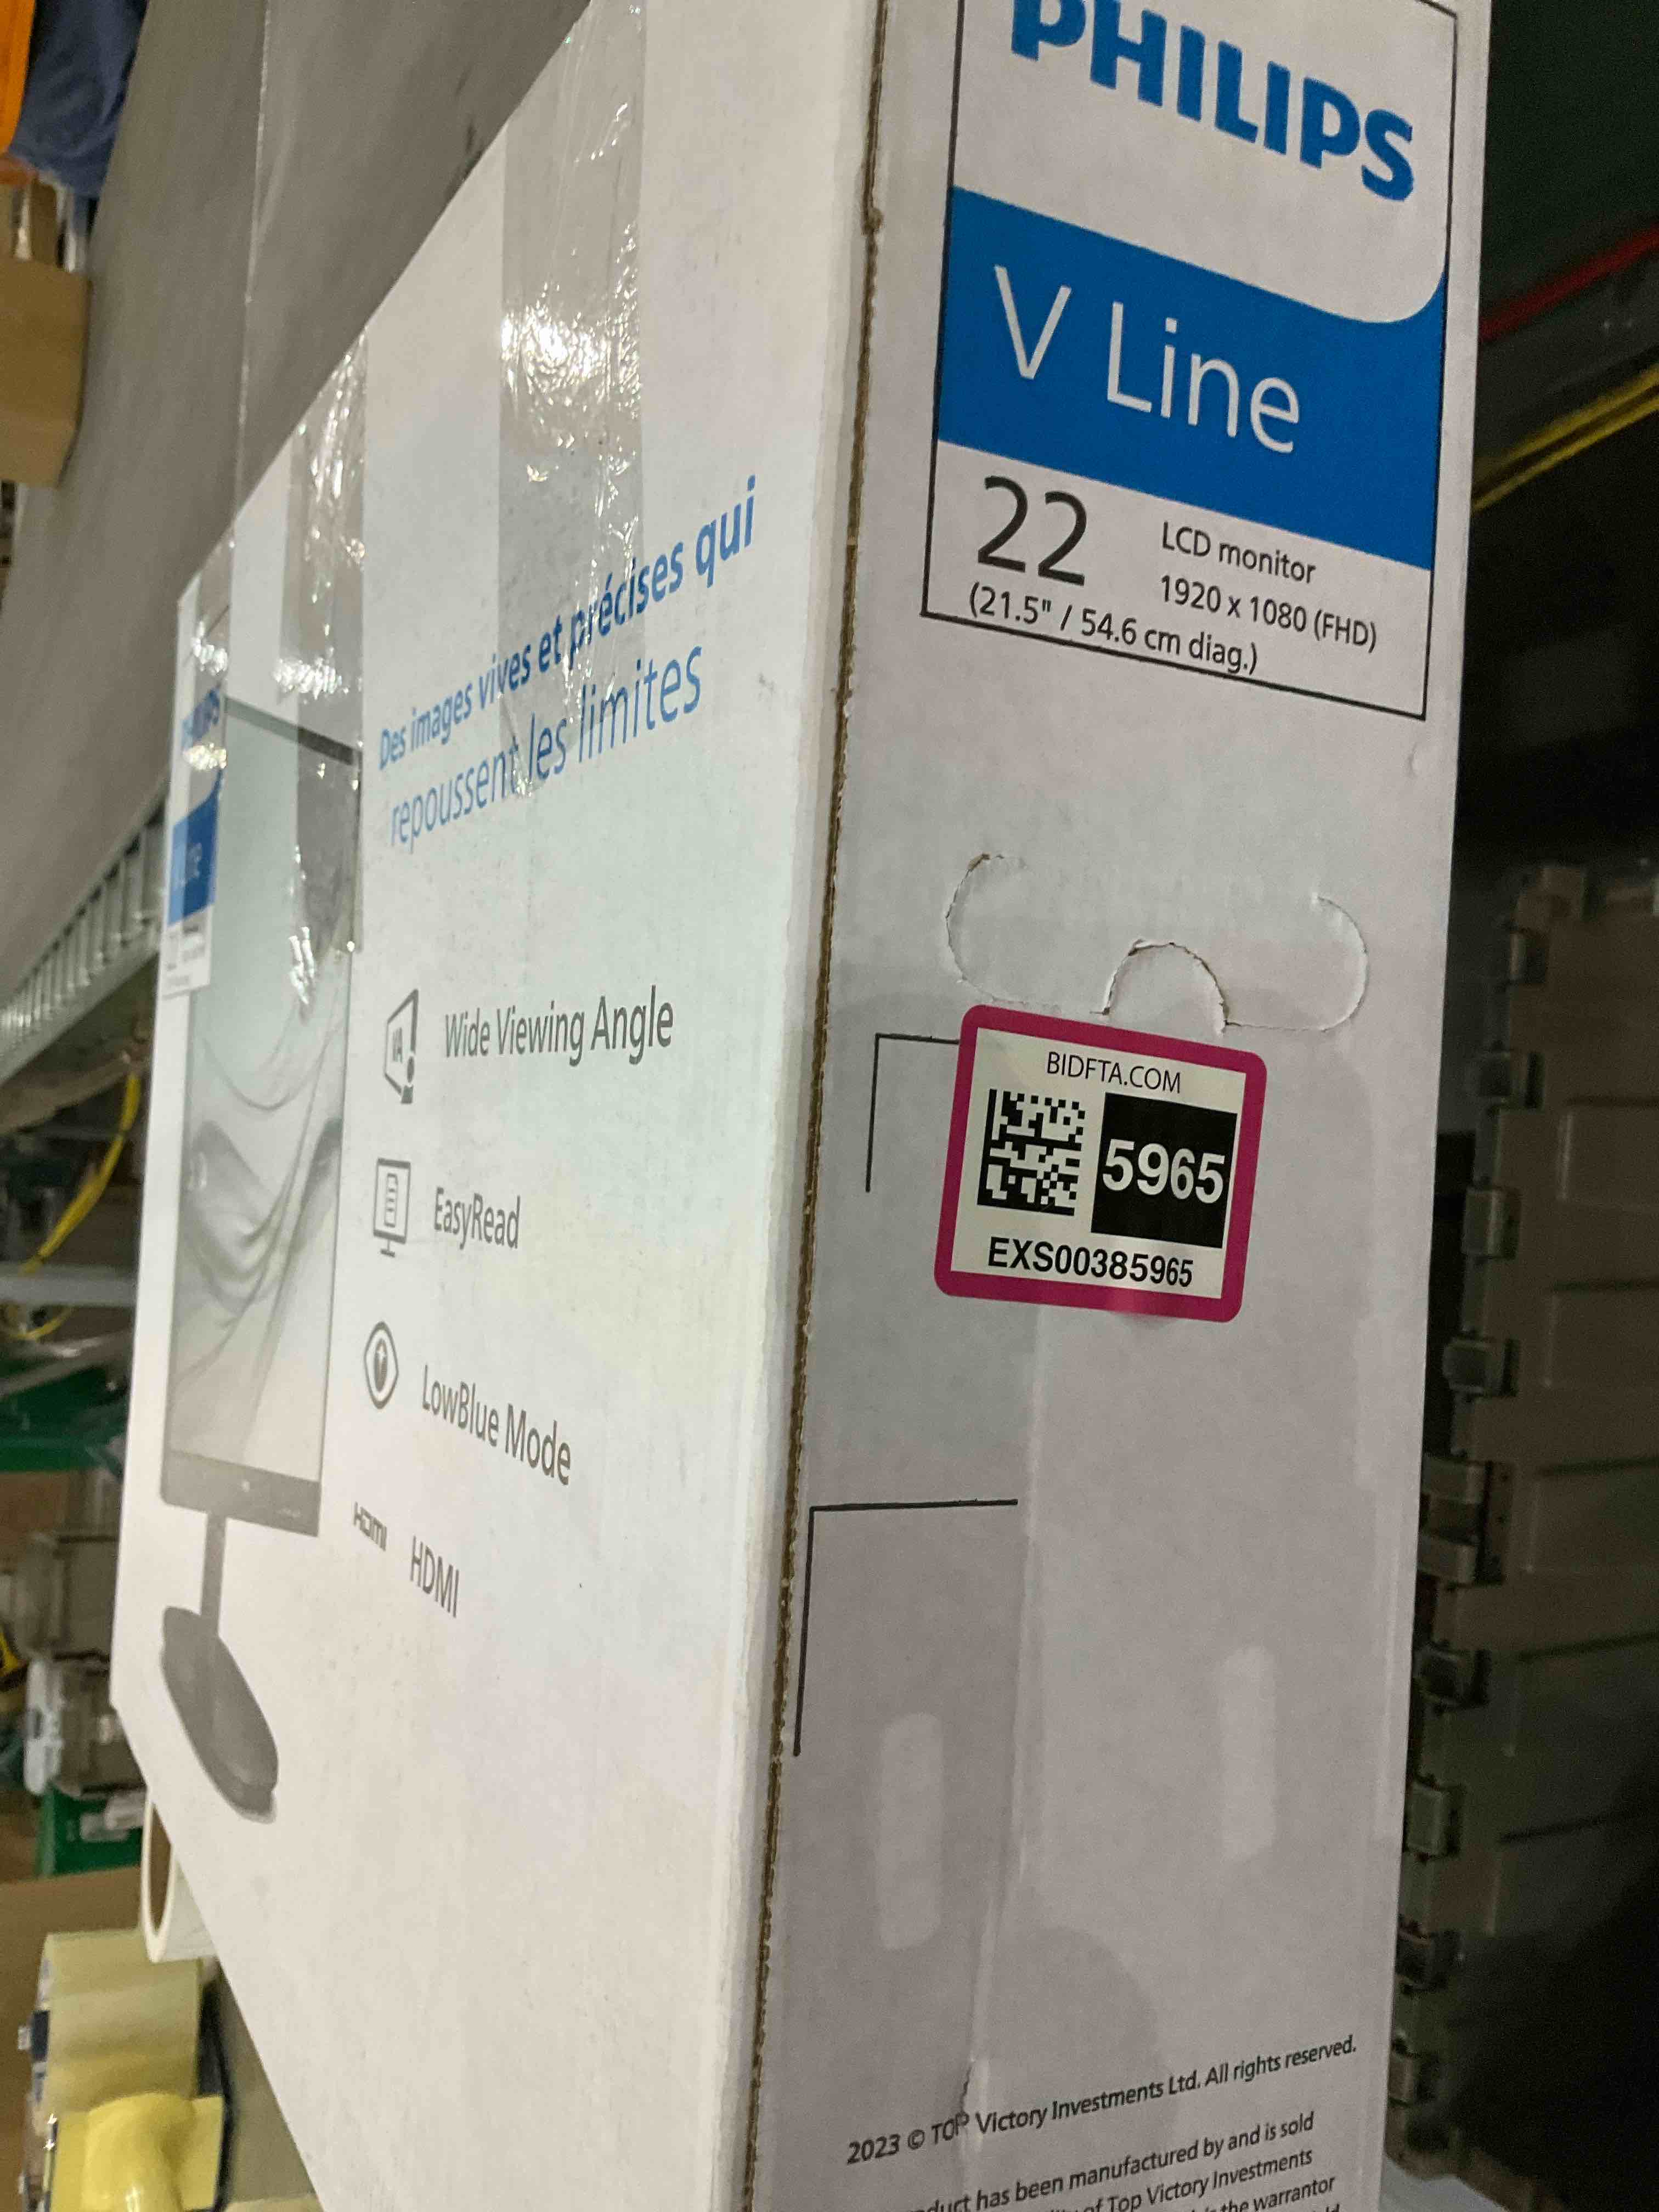 PHILIPS
V Line
22
LCD monitor
1920 x 1080 (FHD)
(21.5" / 54.6 cm diag.)
Des images vives et précises qui
repoussent les limites
PHILIPS
Wide Viewing Angle
EasyRead
LowBlue Mode
HDMI HDMI
BIDFTA.COM
5965
EXS00385965
2023 © TOP Victory Investments Ltd. All rights reserved.
has been manufactured by and is sold
of Top Victory Investments
the warrantor